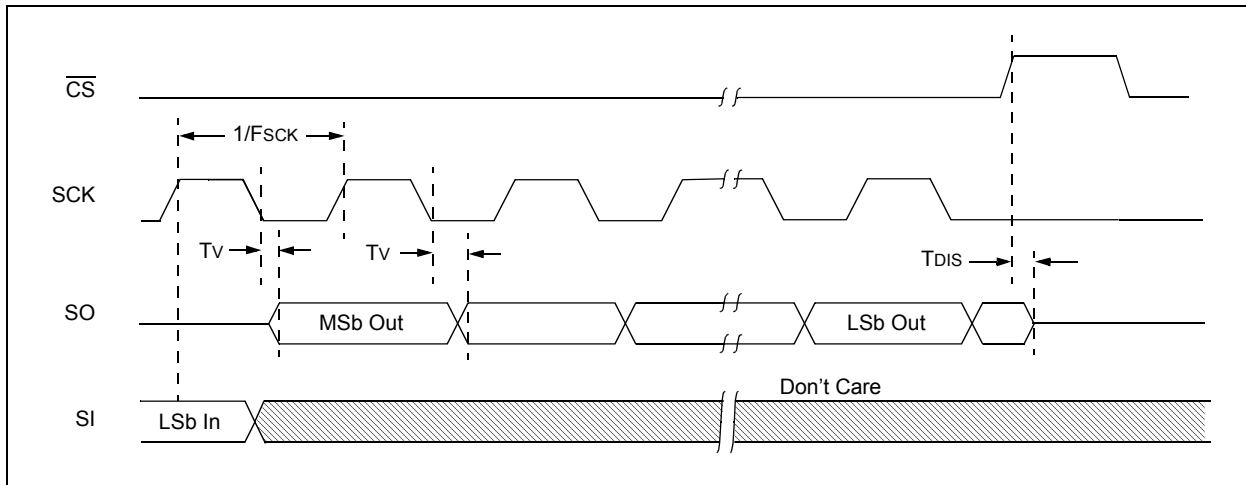 CS
1/FSCK
SCK
TV
TV
TDIS
SO
MSb Out
LSb Out
Don't Care
SI
LSb In